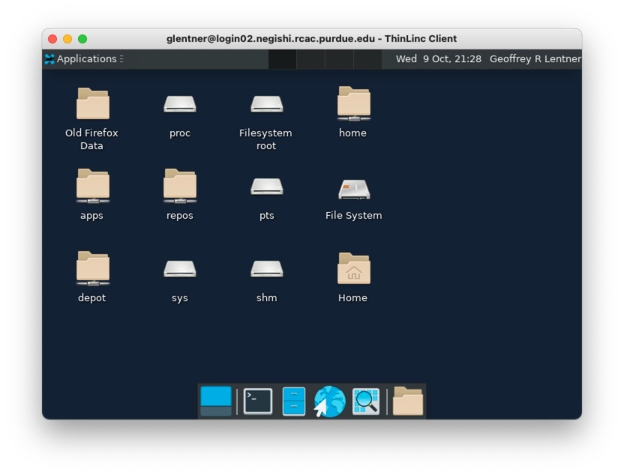 glentner@login02.negishi.rcac.purdue.edu - ThinLinc Client
Applications Wed 9 Oct, 21:28 Geoffrey R Lentner
Old Firefox Data proc Filesystem root home
apps repos pts File System
depot sys shm Home